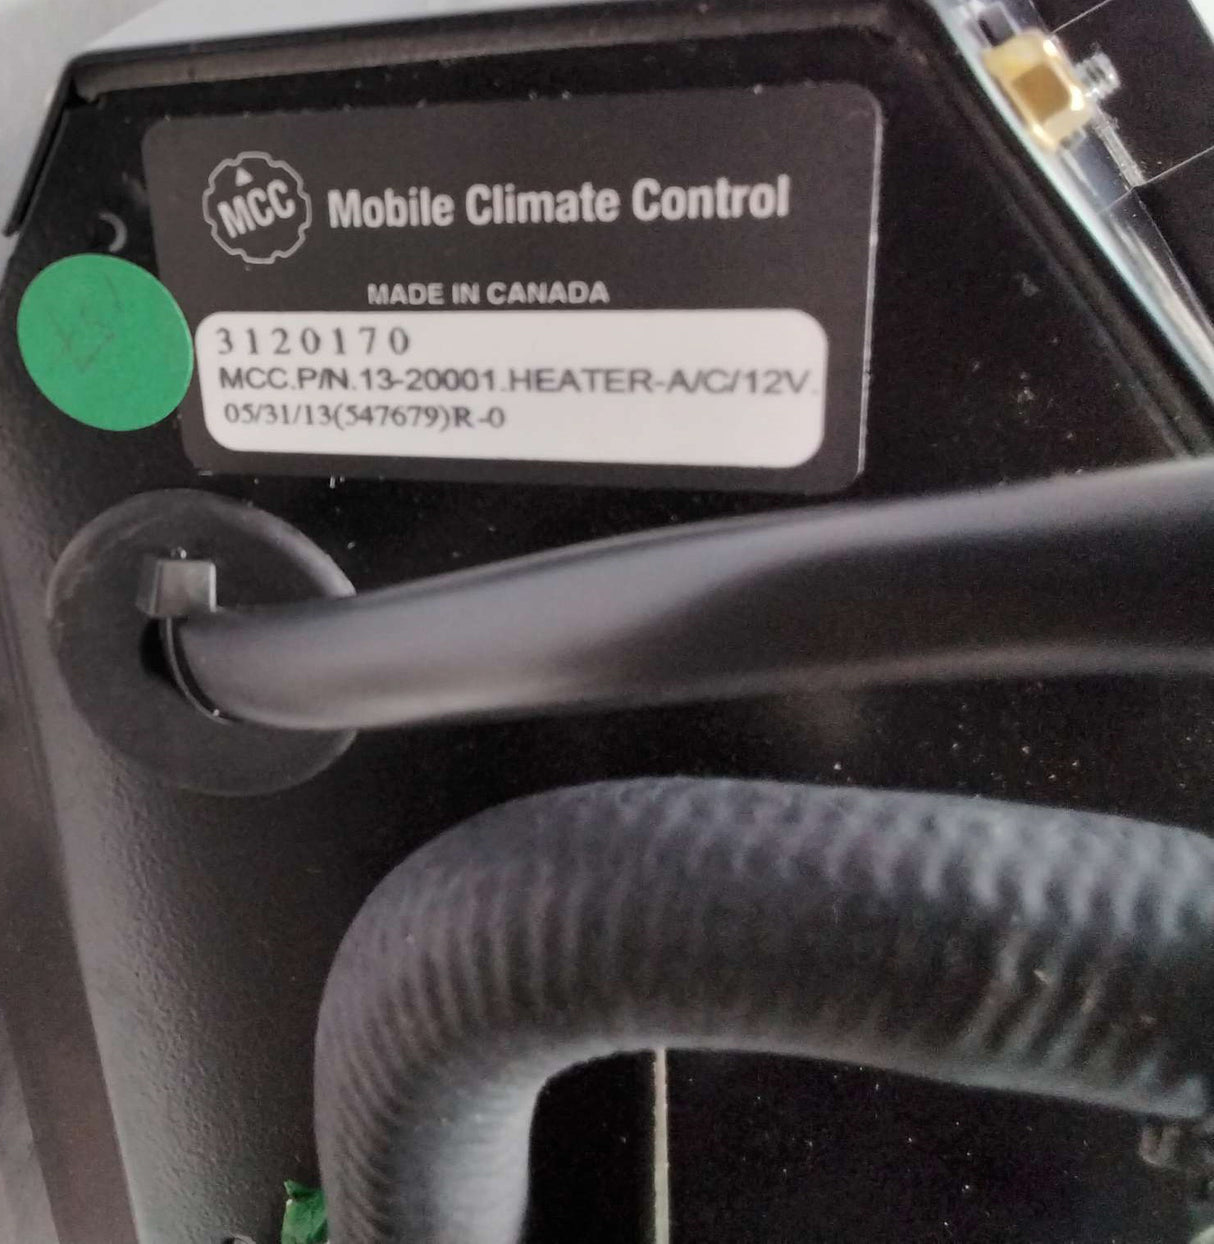 MCC Mobile Climate Control
MADE IN CANADA
3120170
MCC.P/N.13-20001.HEATER-A/C/12V.
05/31/13(547679)R-0